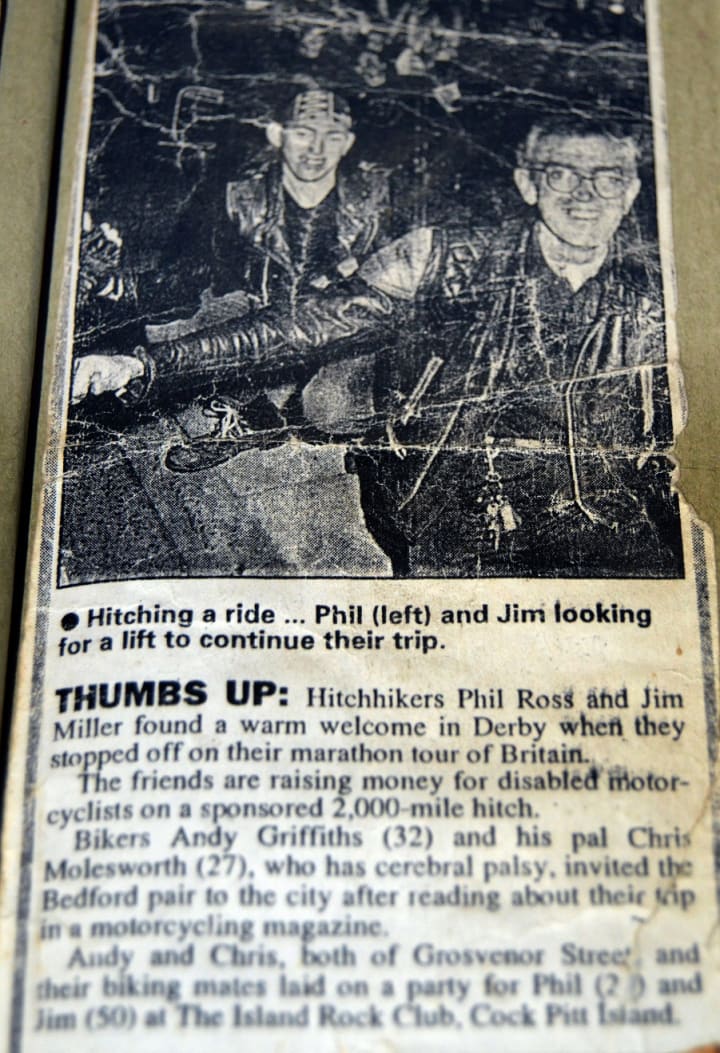 ● Hitching a ride ... Phil (left) and Jim looking
for a lift to continue their trip.
THUMBS UP: Hitchhikers Phil Ross and Jim
Miller found a warm welcome in Derby when they
stopped off on their marathon tour of Britain.
The friends are raising money for disabled motor-
cyclists on a sponsored 2,000-mile hitch.
Bikers Andy Griffiths (32) and his pal Chris
Molesworth (27), who has cerebral palsy, invited the
Bedford pair to the city after reading about their trip
in a motorcycling magazine.
Andy and Chris, both of Grosvenor Street, and
their biking mates laid on a party for Phil and
Jim (50) at The Island Rock Club, Cock Pitt Island.